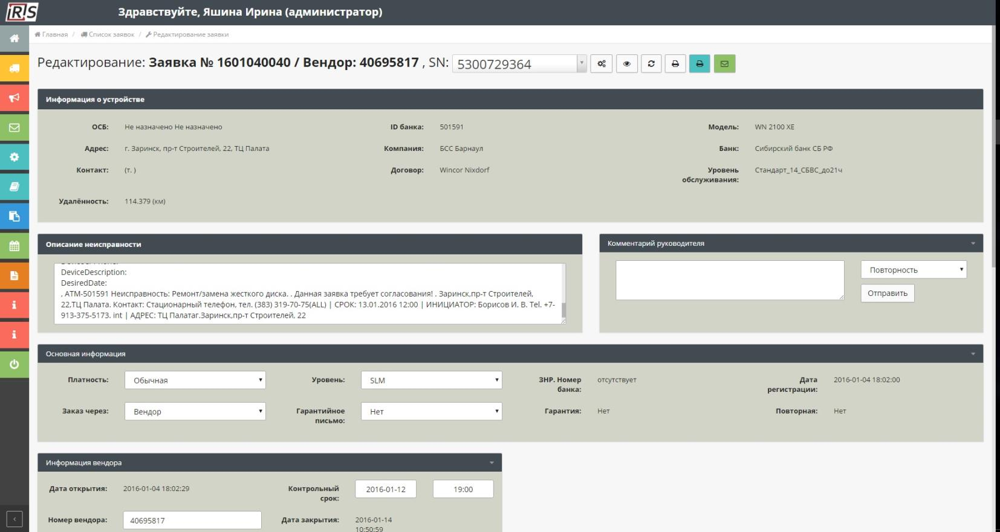 iR!S
Здравствуйте, Яшина Ирина (администратор)
Главная / Список заявок / Редактирование заявки
Редактирование: Заявка № 1601040040 / Вендор: 40695817 , SN: 5300729364
Информация о устройстве
ОСБ: Не назначено Не назначено
ID банка: 501591
Модель: WN 2100 XE
Адрес: г. Заринск, пр-т Строителей, 22, ТЦ Палата
Компания: БСС Барнаул
Банк: Сибирский банк СБ РФ
Контакт: (т. )
Договор: Wincor Nixdorf
Уровень
обслуживания: Стандарт_14_СБВС_до21ч
Удалённость: 114.379 (км)
Описание неисправности
DeviceDescription:
DesiredDate:
, ATM-501591 Неисправность: Ремонт/замена жесткого диска. . Данная заявка требует согласования! . Заринск,пр-т Строителей,
22,ТЦ Палата. Контакт: Стационарный телефон, тел. (383) 319-70-75(ALL) | СРОК: 13.01.2016 12:00 | ИНИЦИАТОР: Борисов И. В. Tel. +7-
913-375-5173. int | АДРЕС: ТЦ Палатаг.Заринск,пр-т Строителей, 22
Комментарий руководителя
Повторность
Отправить
Основная информация
Платность: Обычная
Уровень: SLM
ЗНР. Номер
банка: отсутствует
Дата
регистрации: 2016-01-04 18:02:00
Заказ через: Вендор
Гарантийное
письмо: Нет
Гарантия: Нет
Повторная: Нет
Информация вендора
Дата открытия: 2016-01-04 18:02:29
Контрольный
срок: 2016-01-12 19:00
Номер вендора: 40695817
Дата закрытия: 2016-01-14
10:50:59